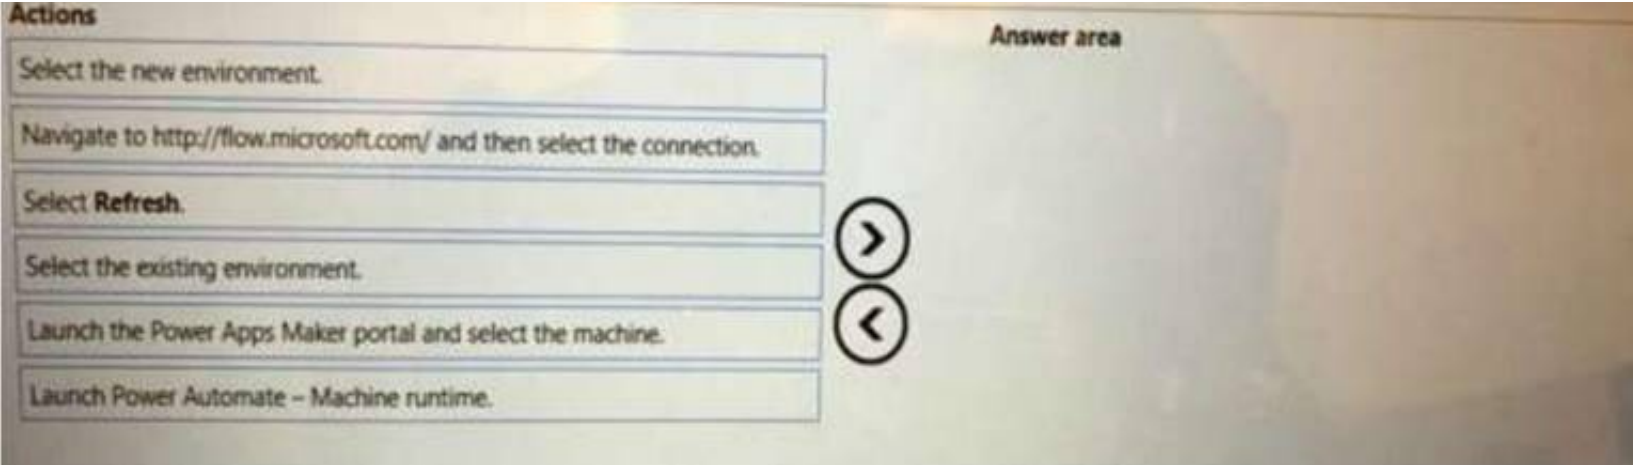 Actions
Answer area
Select the new environment.
Navigate to http://flow.microsoft.com/ and then select the connection.
Select Refresh.
Select the existing environment.
Launch the Power Apps Maker portal and select the machine.
Launch Power Automate – Machine runtime.